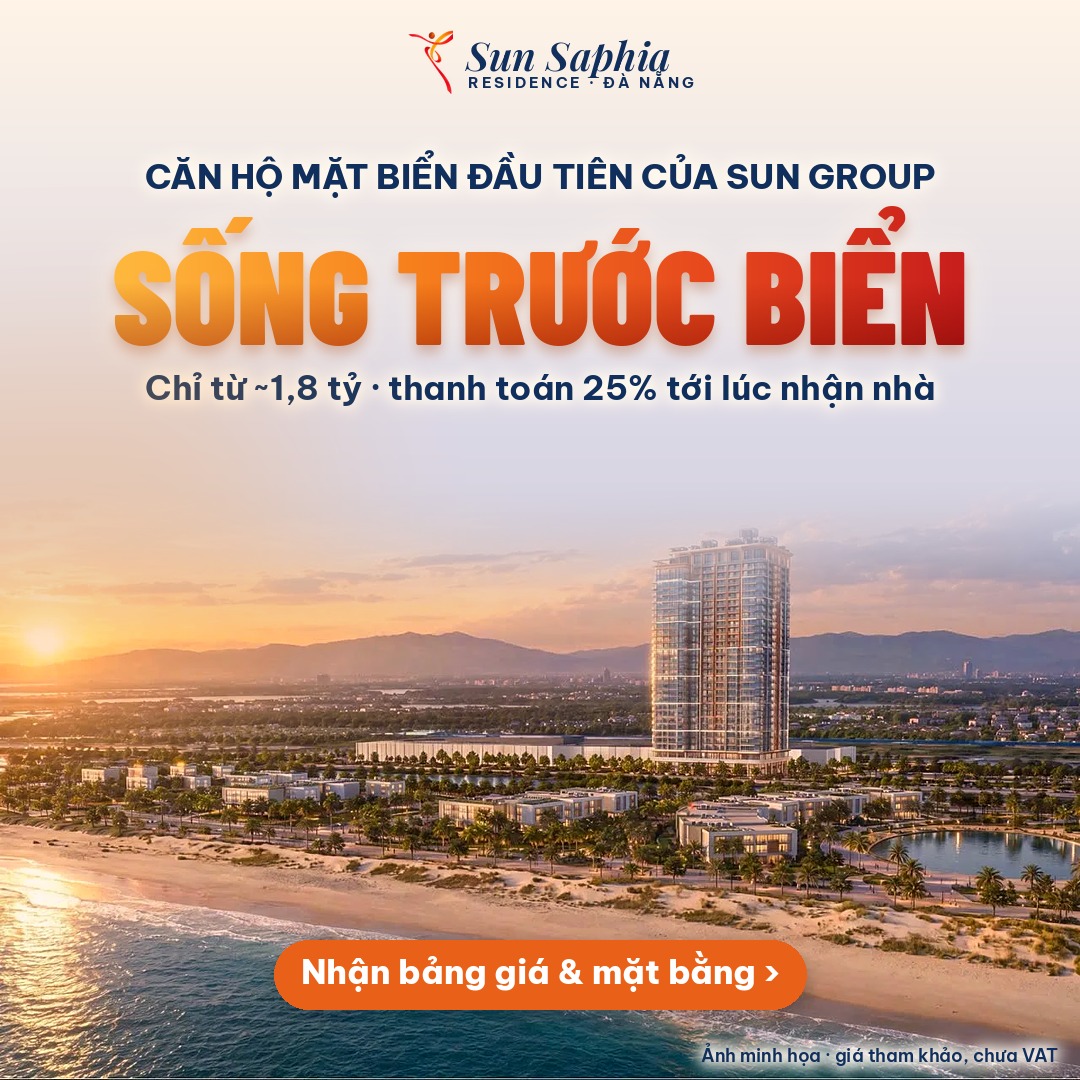 Sun Saphia
RESIDENCE · ĐÀ NẴNG
CĂN HỘ MẶT BIỂN ĐẦU TIÊN CỦA SUN GROUP
SỐNG TRƯỚC BIỂN
Chỉ từ ~1,8 tỷ · thanh toán 25% tới lúc nhận nhà
Nhận bảng giá & mặt bằng ›
Ảnh minh họa · giá tham khảo, chưa VAT